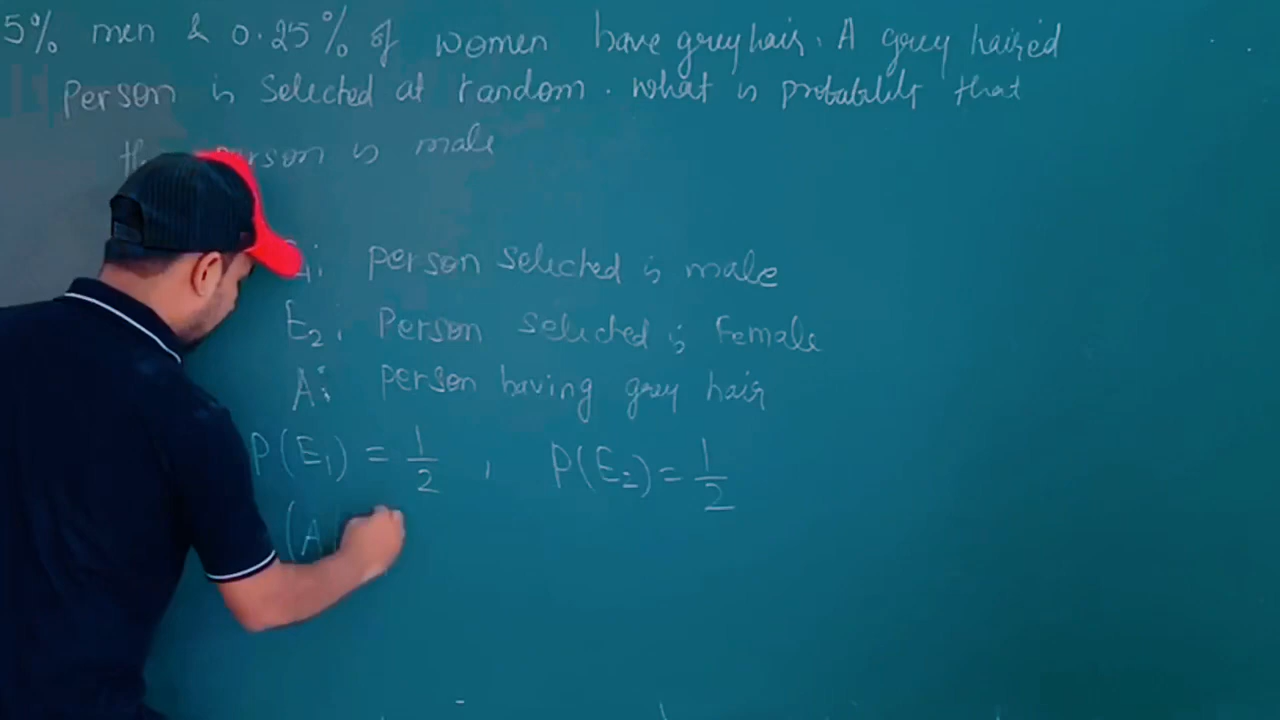 5% men & 0.25% of women have grey hair. A grey haired
person is selected at random. what is probability that
person is male
person selected is male
E₂: Person selected is Female
A: person having grey hair
P(E₁) = 1/2 , P(E₂) = 1/2
(A